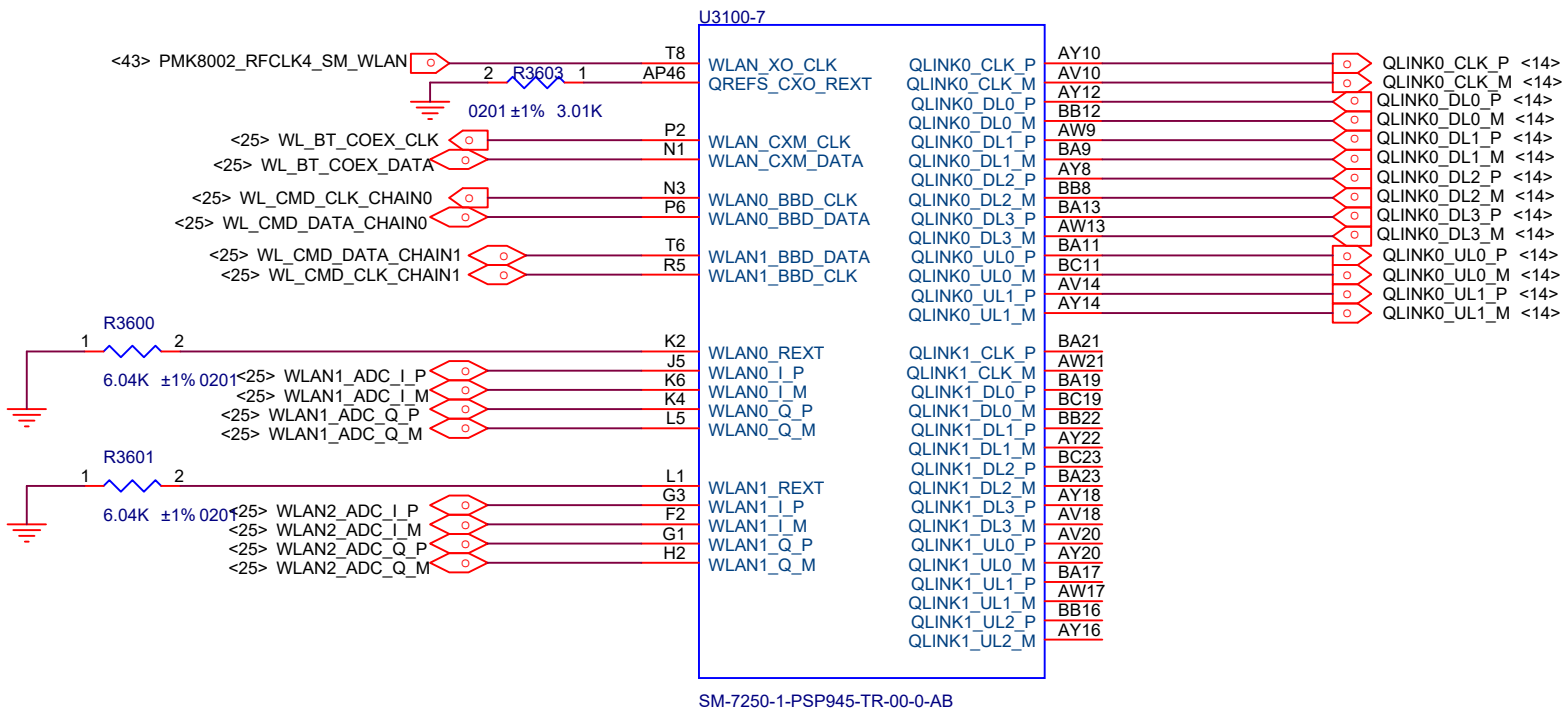 U3100-7
<43> PMK8002_RFCLK4_SM_WLAN T8 WLAN_XO_CLK QLINK0_CLK_P AY10 QLINK0_CLK_P <14>
2 R3603 1 AP46 QREFS_CXO_REXT QLINK0_CLK_M AV10 QLINK0_CLK_M <14>
QLINK0_DL0_P AY12 QLINK0_DL0_P <14>
0201 ±1% 3.01K
QLINK0_DL0_M BB12 QLINK0_DL0_M <14>
<25> WL_BT_COEX_CLK P2 WLAN_CXM_CLK QLINK0_DL1_P AW9 QLINK0_DL1_P <14>
<25> WL_BT_COEX_DATA N1 WLAN_CXM_DATA QLINK0_DL1_M BA9 QLINK0_DL1_M <14>
QLINK0_DL2_P AY8 QLINK0_DL2_P <14>
<25> WL_CMD_CLK_CHAIN0 N3 WLAN0_BBD_CLK QLINK0_DL2_M BB8 QLINK0_DL2_M <14>
<25> WL_CMD_DATA_CHAIN0 P6 WLAN0_BBD_DATA QLINK0_DL3_P BA13 QLINK0_DL3_P <14>
QLINK0_DL3_M AW13 QLINK0_DL3_M <14>
<25> WL_CMD_DATA_CHAIN1 T6 WLAN1_BBD_DATA QLINK0_UL0_P BA11 QLINK0_UL0_P <14>
<25> WL_CMD_CLK_CHAIN1 R5 WLAN1_BBD_CLK QLINK0_UL0_M BC11 QLINK0_UL0_M <14>
QLINK0_UL1_P AV14 QLINK0_UL1_P <14>
QLINK0_UL1_M AY14 QLINK0_UL1_M <14>
R3600
1 2 K2 WLAN0_REXT QLINK1_CLK_P BA21
6.04K ±1% 0201
<25> WLAN1_ADC_I_P J5 WLAN0_I_P QLINK1_CLK_M AW21
<25> WLAN1_ADC_I_M K6 WLAN0_I_M QLINK1_DL0_P BA19
<25> WLAN1_ADC_Q_P K4 WLAN0_Q_P QLINK1_DL0_M BC19
<25> WLAN1_ADC_Q_M L5 WLAN0_Q_M QLINK1_DL1_P BB22
QLINK1_DL1_M AY22
R3601
QLINK1_DL2_P BC23
1 2 L1 WLAN1_REXT QLINK1_DL2_M BA23
6.04K ±1% 0201
<25> WLAN2_ADC_I_P G3 WLAN1_I_P QLINK1_DL3_P AY18
<25> WLAN2_ADC_I_M F2 WLAN1_I_M QLINK1_DL3_M AV18
<25> WLAN2_ADC_Q_P G1 WLAN1_Q_P QLINK1_UL0_P AV20
<25> WLAN2_ADC_Q_M H2 WLAN1_Q_M QLINK1_UL0_M AY20
QLINK1_UL1_P BA17
QLINK1_UL1_M AW17
QLINK1_UL2_P BB16
QLINK1_UL2_M AY16
SM-7250-1-PSP945-TR-00-0-AB